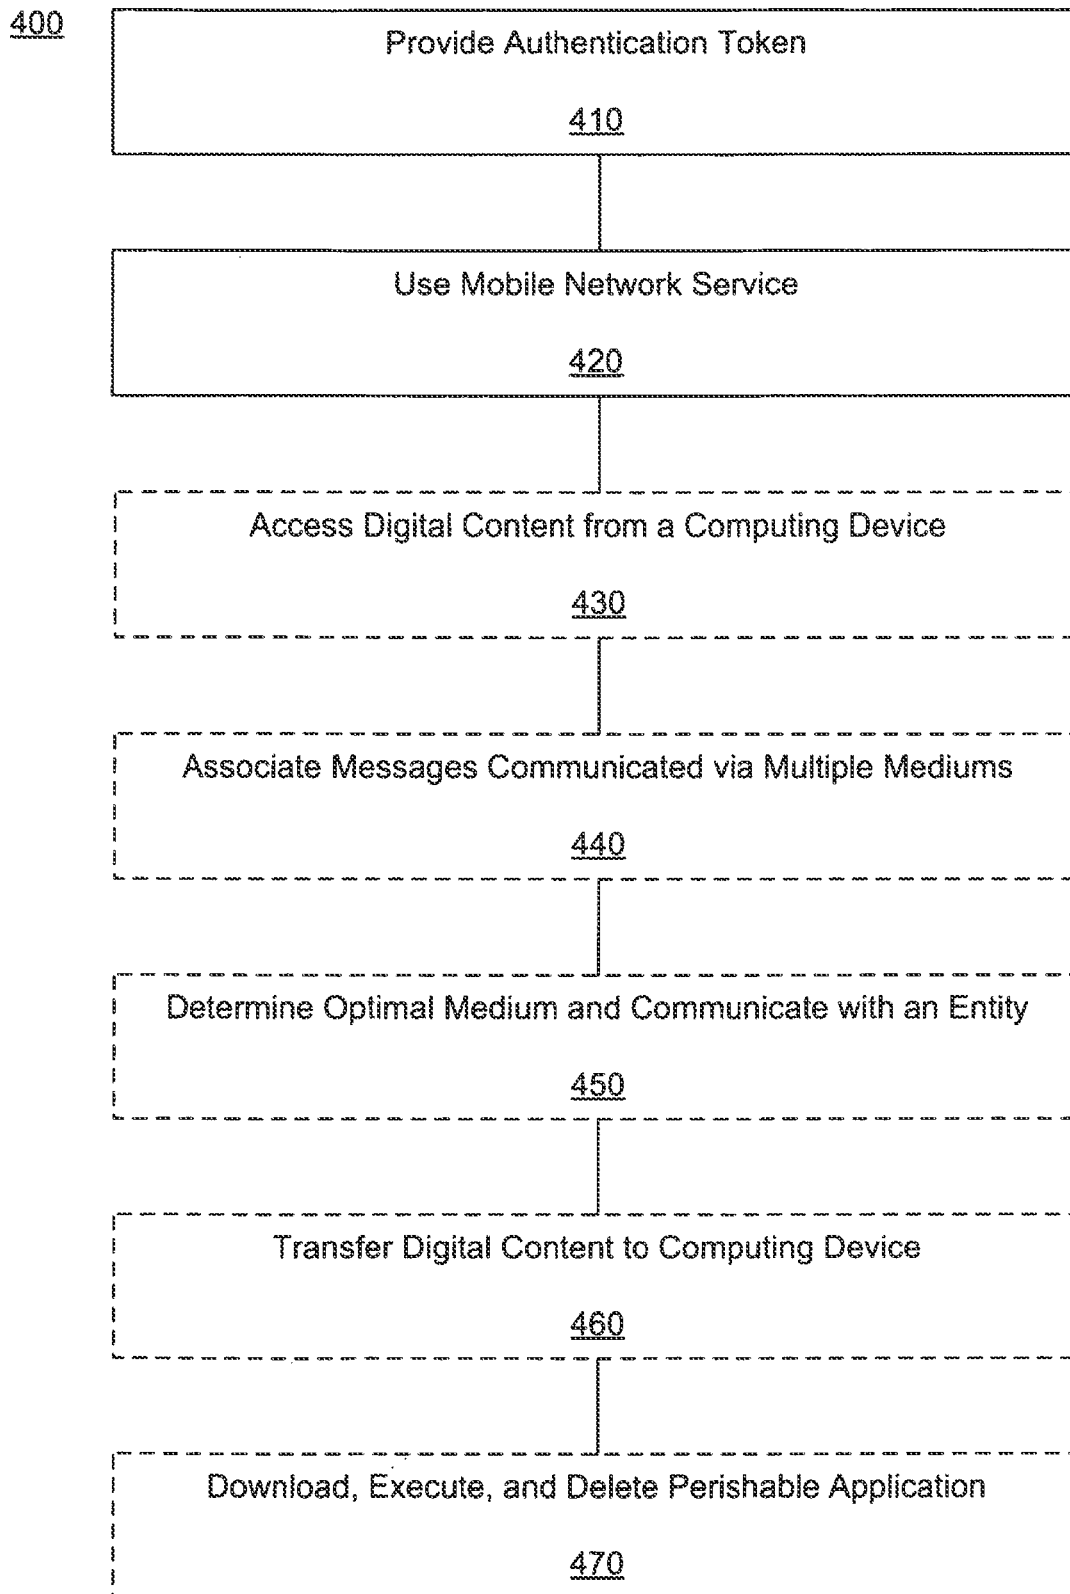 400
Provide Authentication Token
410
Use Mobile Network Service
420
Access Digital Content from a Computing Device
430
Associate Messages Communicated via Multiple Mediums
440
Determine Optimal Medium and Communicate with an Entity
450
Transfer Digital Content to Computing Device
460
Download, Execute, and Delete Perishable Application
470